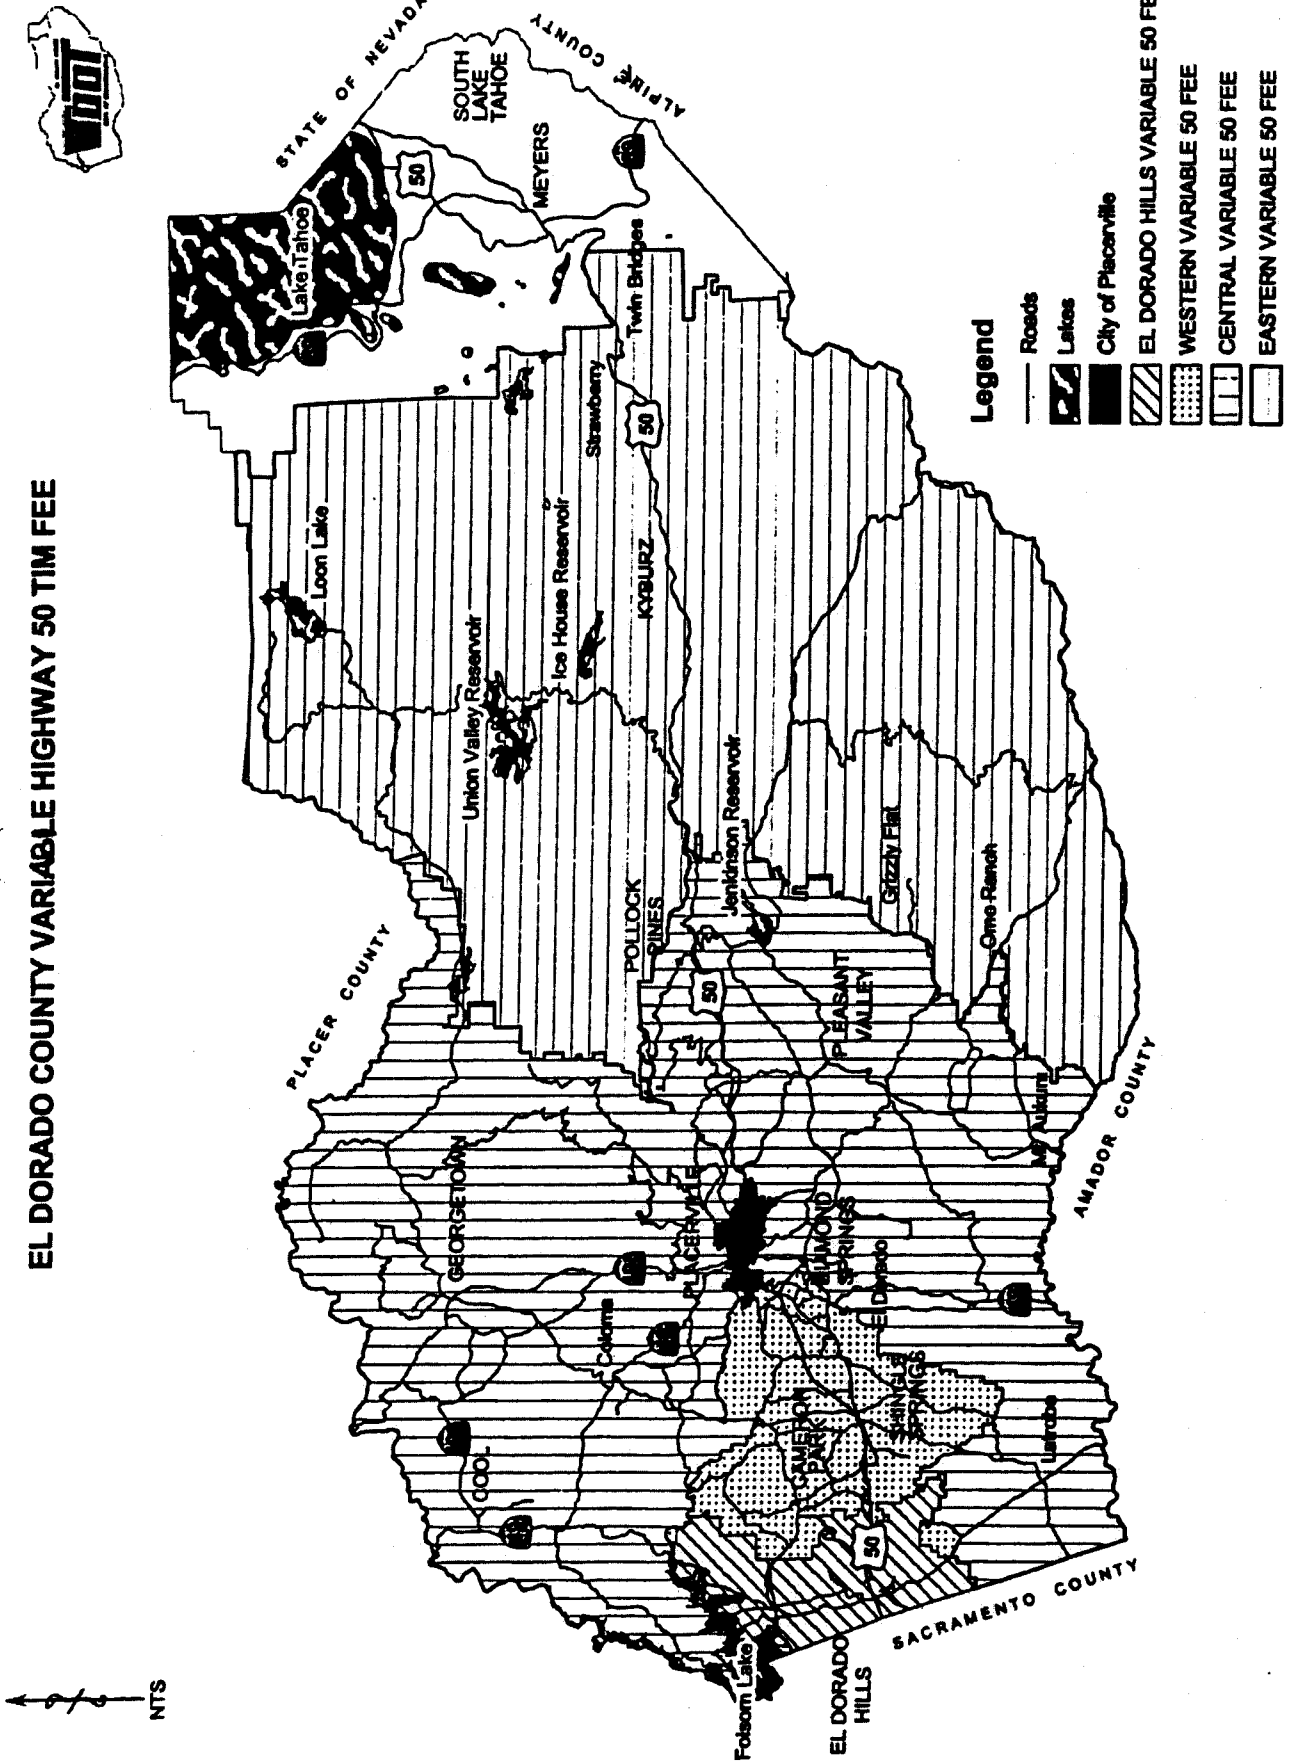 EL DORADO COUNTY VARIABLE HIGHWAY 50 TIM FEE
DOT
NTS
STATE OF NEVADA
ALPINE COUNTY
PLACER COUNTY
AMADOR COUNTY
SACRAMENTO COUNTY
Lake Tahoe
SOUTH
LAKE
TAHOE
50
MEYERS
Twin Bridges
Strawberry
50
Loon Lake
Union Valley Reservoir
Ice House Reservoir
KYBURZ
Jenkinson Reservoir
Grizzly Flat
Omo Ranch
POLLOCK
PINES
50
PLEASANT
VALLEY
Mt Aukum
GEORGETOWN
PLACERVILLE
DIAMOND
SPRINGS
El Dorado
Coloma
COOL
CAMERON
PARK
SHINGLE
SPRINGS
Latrobe
50
Folsom Lake
EL DORADO
HILLS
Legend
Roads
Lakes
City of Placerville
EL DORADO HILLS VARIABLE 50 FE
WESTERN VARIABLE 50 FEE
CENTRAL VARIABLE 50 FEE
EASTERN VARIABLE 50 FEE